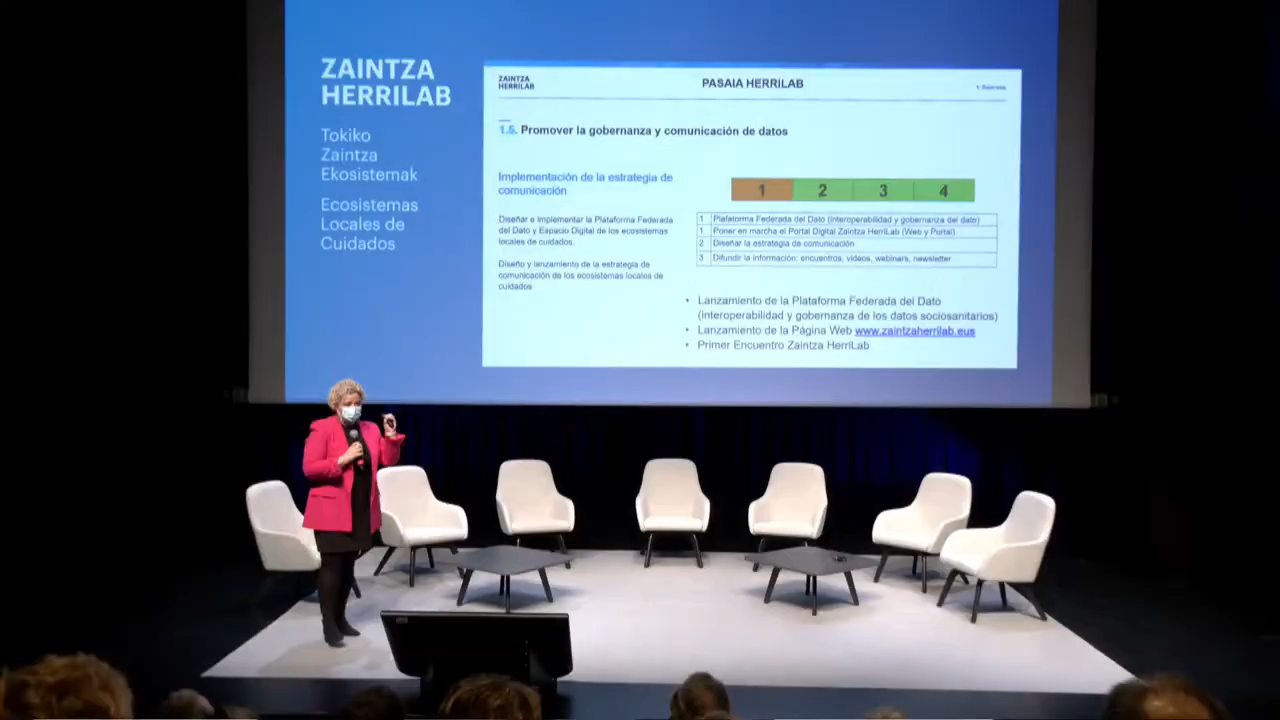 ZAINTZA
HERRILAB
Tokiko
Zaintza
Ekosistemak
Ecosistemas
Locales de
Cuidados
ZAINTZA
HERRILAB
PASAIA HERRILAB
1.5. Promover la gobernanza y comunicación de datos
Implementación de la estrategia de
comunicación
Diseñar e implementar la Plataforma Federada
del Dato y Espacio Digital de los ecosistemas
locales de cuidados.
Diseño y lanzamiento de la estrategia de
comunicación de los ecosistemas locales de
cuidados
1 2 3 4
1 Plataforma Federada del Dato (interoperabilidad y gobernanza del dato)
1 Poner en marcha el Portal Digital Zaintza HerriLab (Web y Portal)
2 Diseñar la estrategia de comunicación
3 Difundir la información: encuentros, videos, webinars, newsletter
• Lanzamiento de la Plataforma Federada del Dato
(interoperabilidad y gobernanza de los datos sociosanitarios)
• Lanzamiento de la Página Web www.zaintzaherrilab.eus
• Primer Encuentro Zaintza HerriLab